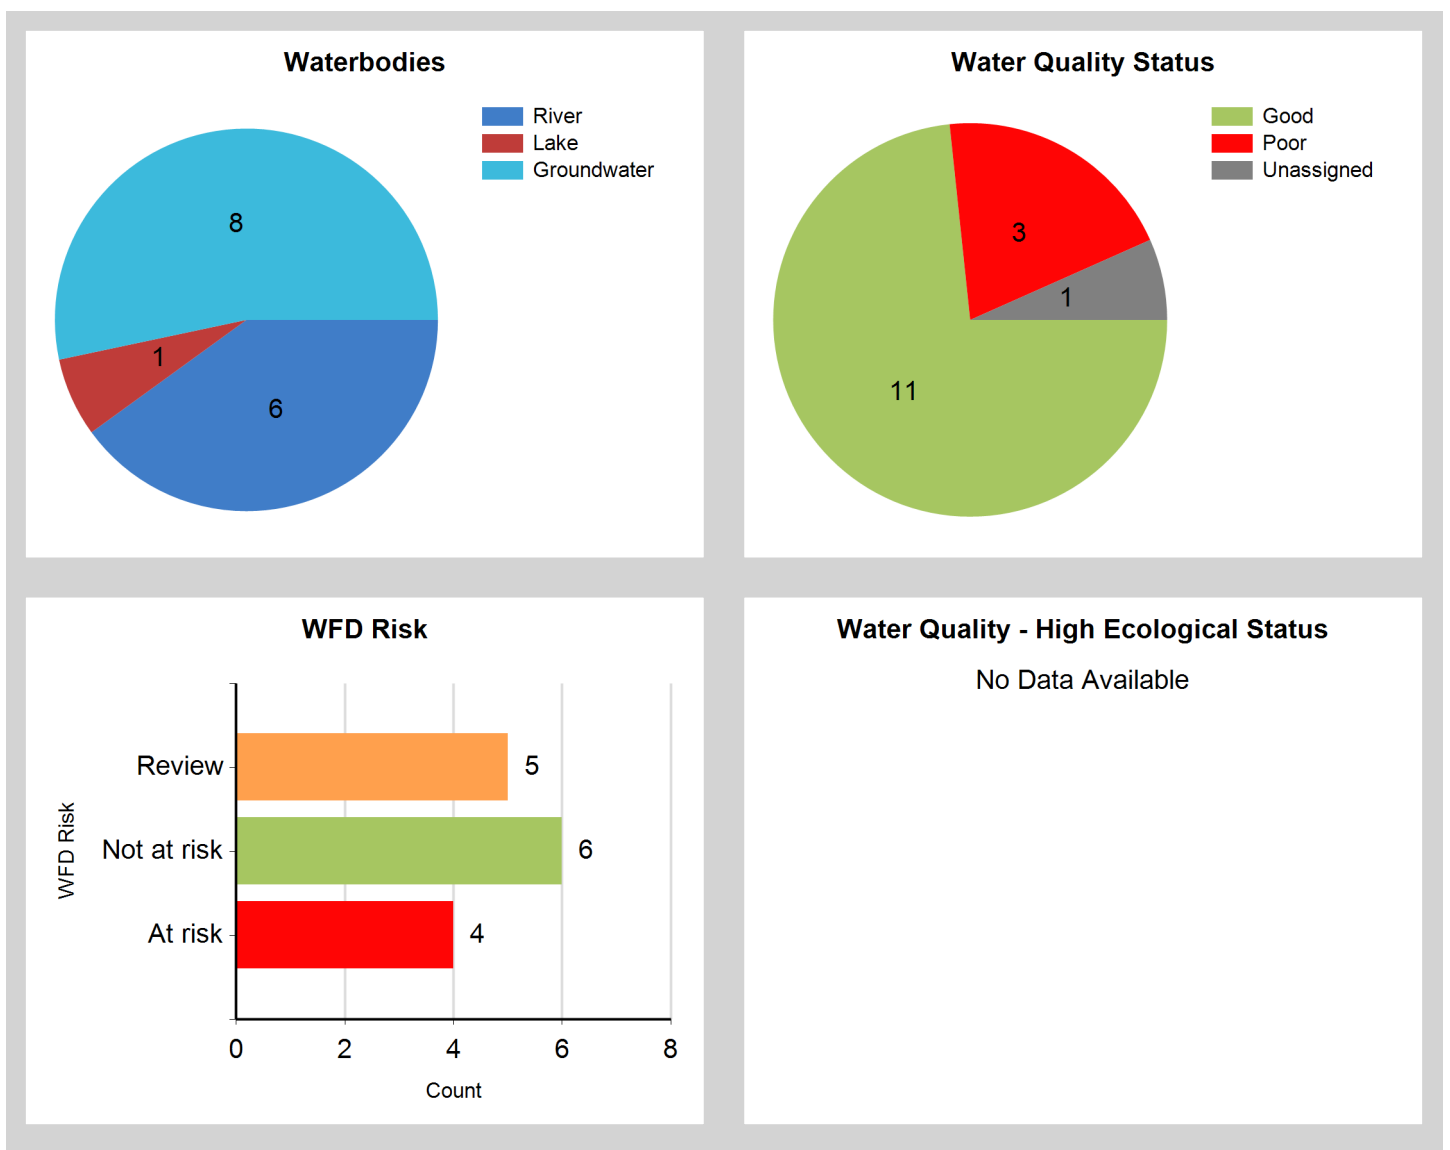 Waterbodies
River
Lake
Groundwater
8
1
6
Water Quality Status
Good
Poor
Unassigned
3
1
11
WFD Risk
WFD Risk
Review
5
Not at risk
6
At risk
4
0 2 4 6 8
Count
Water Quality - High Ecological Status
No Data Available